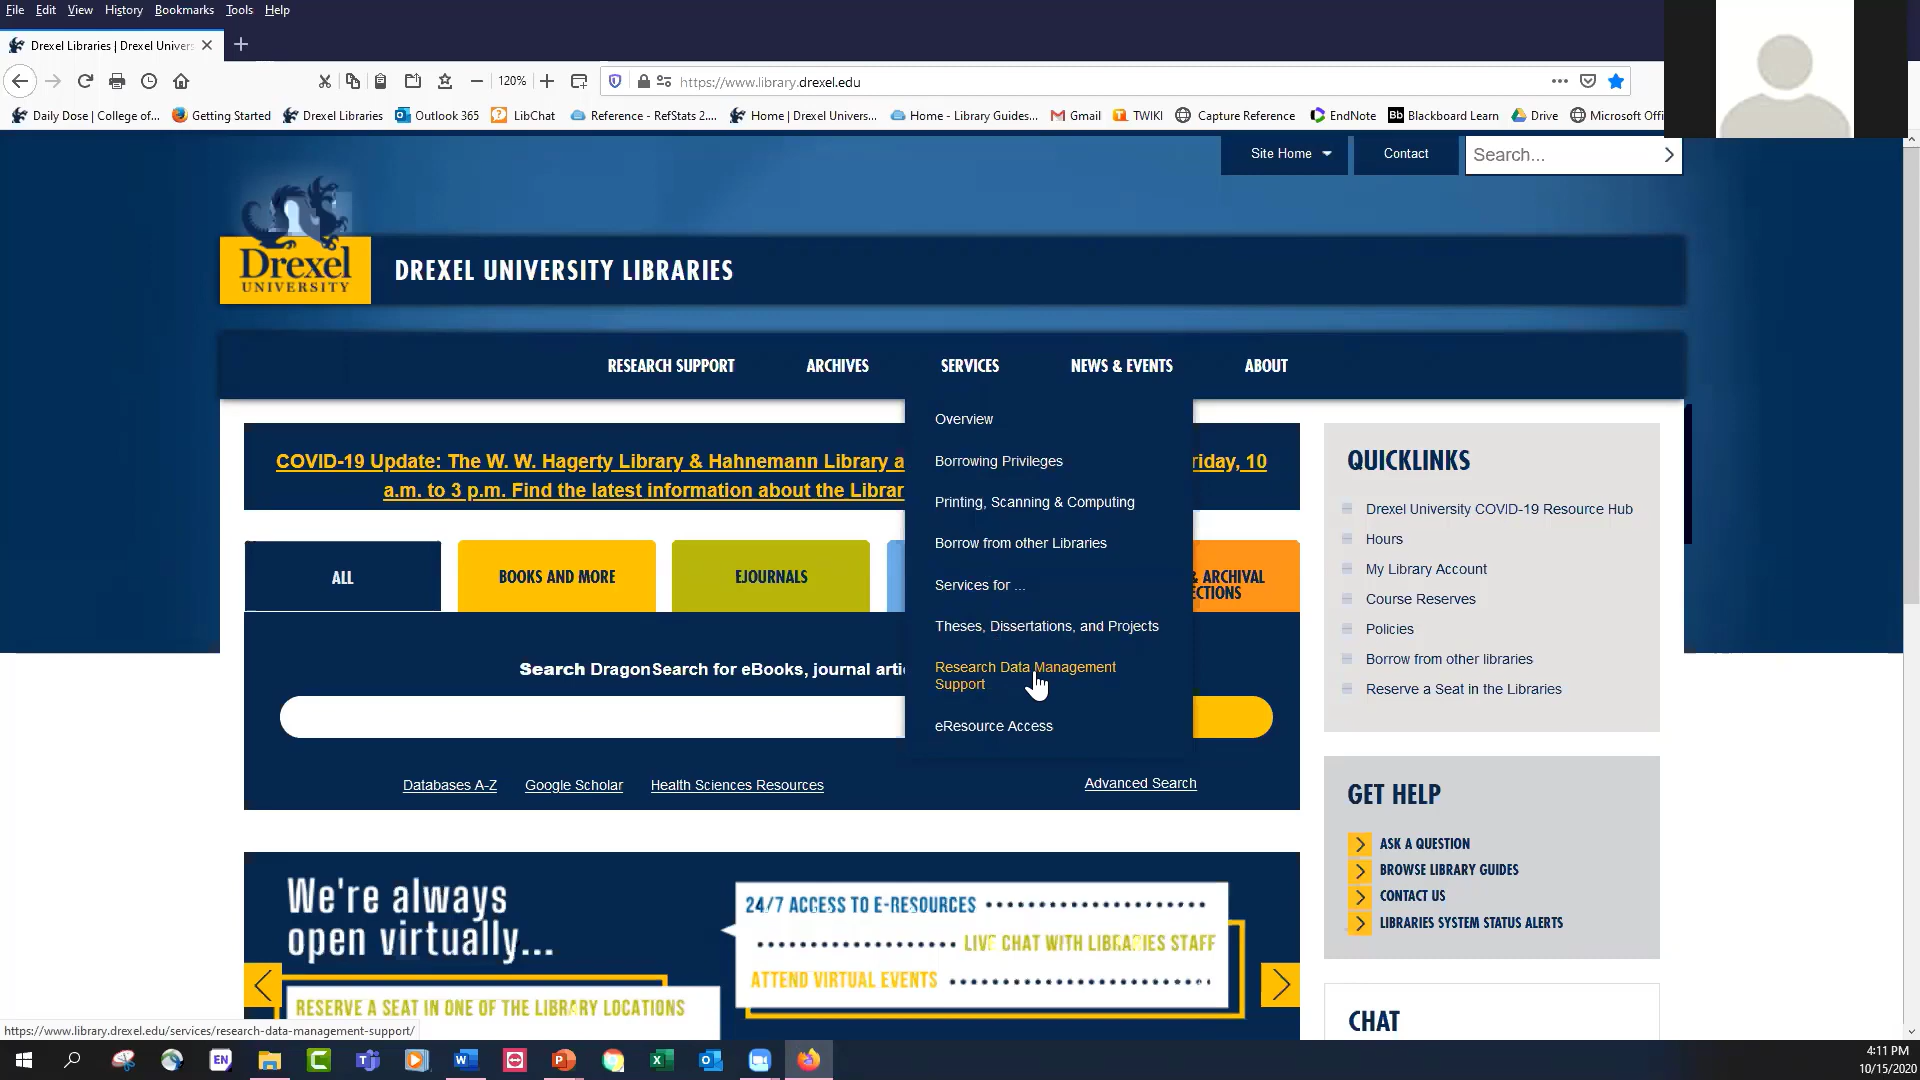 File Edit View History Bookmarks Tools Help
Drexel Libraries | Drexel Univers
120%
https://www.library.drexel.edu
Daily Dose | College of... Getting Started Drexel Libraries Outlook 365 LibChat Reference - RefStats 2.... Home | Drexel Univers... Home - Library Guides... Gmail TWIKI Capture Reference EndNote Bb Blackboard Learn Drive Microsoft Offi
Site Home Contact Search...
Drexel
UNIVERSITY
DREXEL UNIVERSITY LIBRARIES
RESEARCH SUPPORT ARCHIVES SERVICES NEWS & EVENTS ABOUT
Overview
Borrowing Privileges
Printing, Scanning & Computing
Borrow from other Libraries
Services for ...
Theses, Dissertations, and Projects
Research Data Management
Support
eResource Access
COVID-19 Update: The W. W. Hagerty Library & Hahnemann Library a riday, 10
a.m. to 3 p.m. Find the latest information about the Librar
ALL BOOKS AND MORE EJOURNALS & ARCHIVAL
ECTIONS
Search DragonSearch for eBooks, journal artic
Databases A-Z Google Scholar Health Sciences Resources Advanced Search
We're always
open virtually...
RESERVE A SEAT IN ONE OF THE LIBRARY LOCATIONS
24/7 ACCESS TO E-RESOURCES
LIVE CHAT WITH LIBRARIES STAFF
ATTEND VIRTUAL EVENTS
QUICKLINKS
Drexel University COVID-19 Resource Hub
Hours
My Library Account
Course Reserves
Policies
Borrow from other libraries
Reserve a Seat in the Libraries
GET HELP
ASK A QUESTION
BROWSE LIBRARY GUIDES
CONTACT US
LIBRARIES SYSTEM STATUS ALERTS
CHAT
https://www.library.drexel.edu/services/research-data-management-support/
EN
4:11 PM
10/15/2020